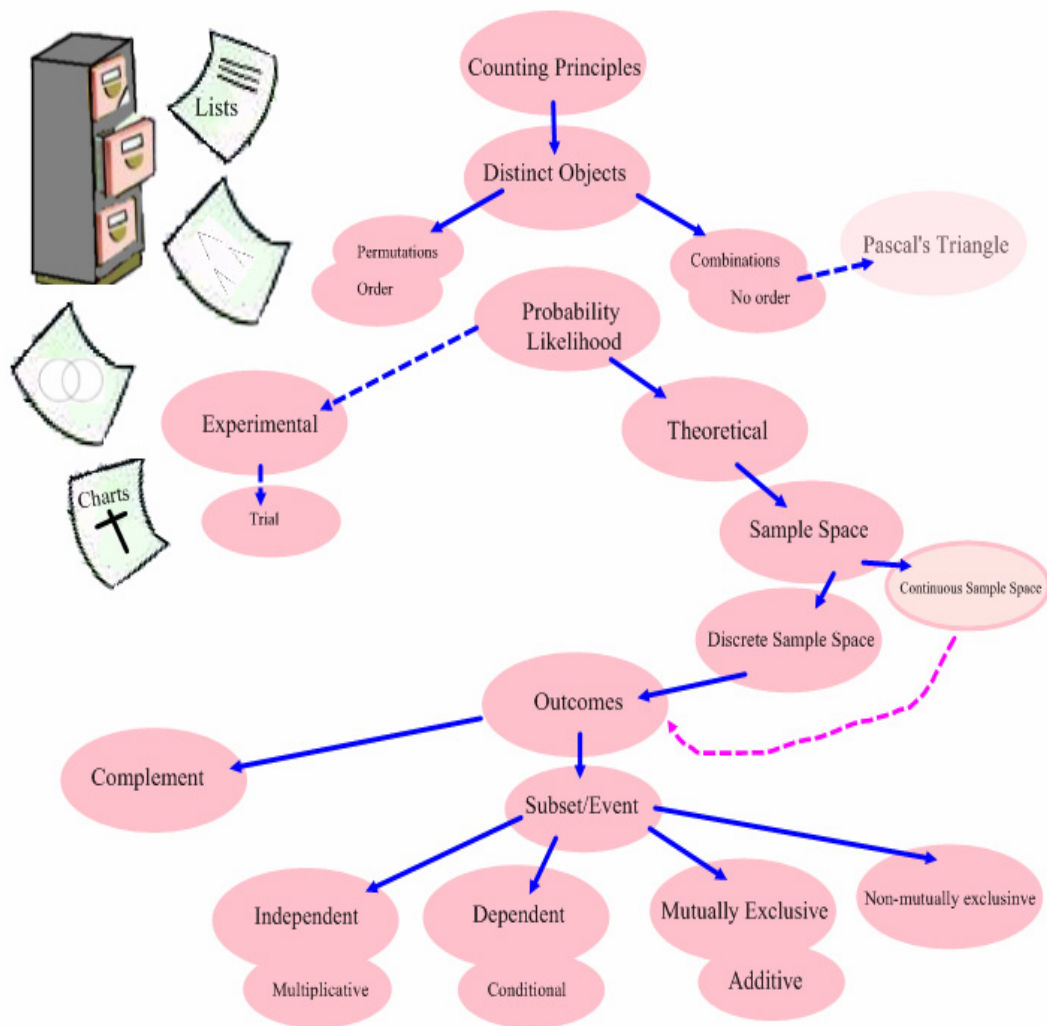 Counting Principles
Lists
Distinct Objects
Permutations
Order
Combinations
No order
Pascal's Triangle
Probability
Likelihood
Experimental
Theoretical
Charts
Trial
Sample Space
Continuous Sample Space
Discrete Sample Space
Outcomes
Complement
Subset/Event
Independent
Dependent
Mutually Exclusive
Non-mutually exclusinve
Multiplicative
Conditional
Additive